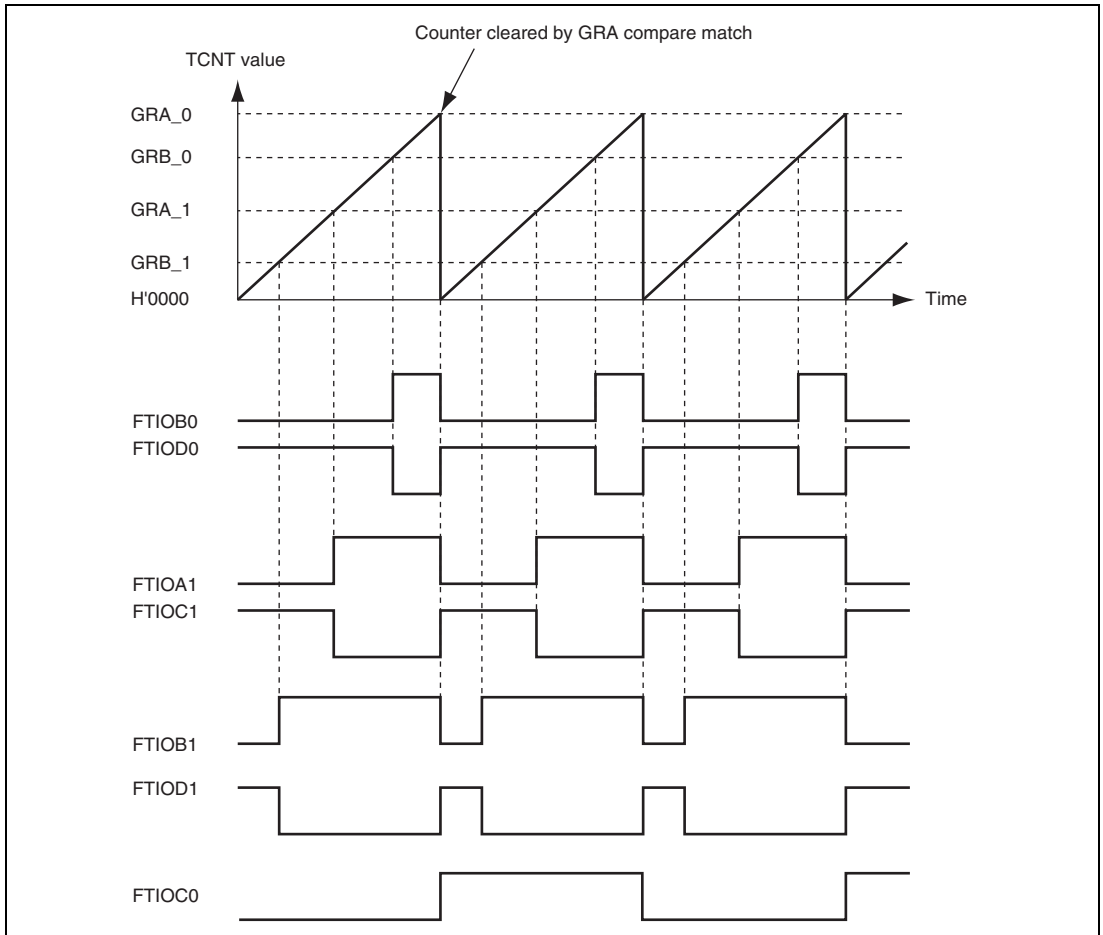 Counter cleared by GRA compare match
TCNT value
GRA_0
GRB_0
GRA_1
GRB_1
H'0000
Time
FTIOB0
FTIOD0
FTIOA1
FTIOC1
FTIOB1
FTIOD1
FTIOC0